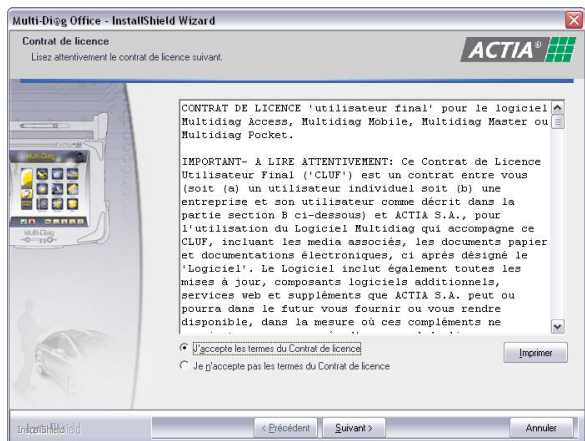 Multi-Di@g Office - InstallShield Wizard
Contrat de licence
Lisez attentivement le contrat de licence suivant.
ACTIA®
CONTRAT DE LICENCE 'utilisateur final' pour le logiciel
Multidiag Access, Multidiag Mobile, Multidiag Master ou
Multidiag Pocket.
IMPORTANT- A LIRE ATTENTIVEMENT: Ce Contrat de Licence
Utilisateur Final ('CLUF') est un contrat entre vous
(soit (a) un utilisateur individuel soit (b) une
entreprise et son utilisateur comme décrit dans la
partie section B ci-dessous) et ACTIA S.A., pour
l'utilisation du Logiciel Multidiag qui accompagne ce
CLUF, incluant les media associés, les documents papier
et documentations électroniques, ci après désigné le
'Logiciel'. Le Logiciel inclut également toutes les
mises à jour, composants logiciels additionnels,
services web et suppléments que ACTIA S.A. peut ou
pourra dans le futur vous fournir ou vous rendre
disponible, dans la mesure où ces compléments ne
Multi-Diag
Multi-Diag
J'accepte les termes du Contrat de licence
Je n'accepte pas les termes du Contrat de licence
Imprimer
InstallShield
< Précédent
Suivant >
Annuler